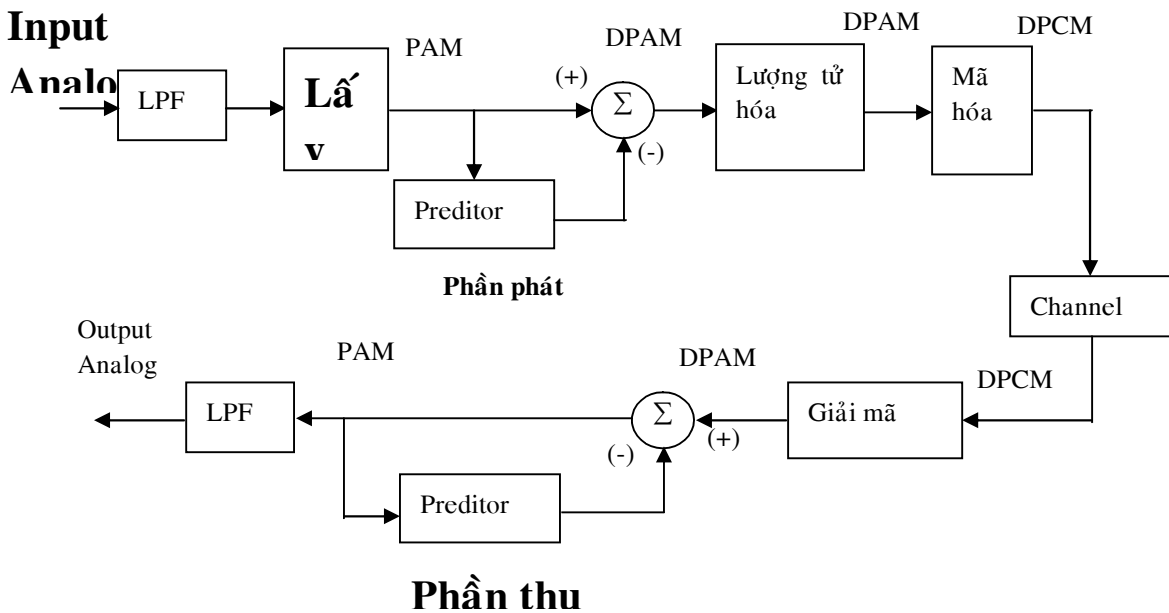 Input
Analo
LPF
Lấ
y
PAM
(+)
Σ
(-)
DPAM
Lượng tử
hóa
DPAM
Mã
hóa
DPCM
Preditor
Phần phát
Channel
Output
Analog
LPF
PAM
Σ
(-)
(+)
DPAM
Giải mã
DPCM
Preditor
Phần thu